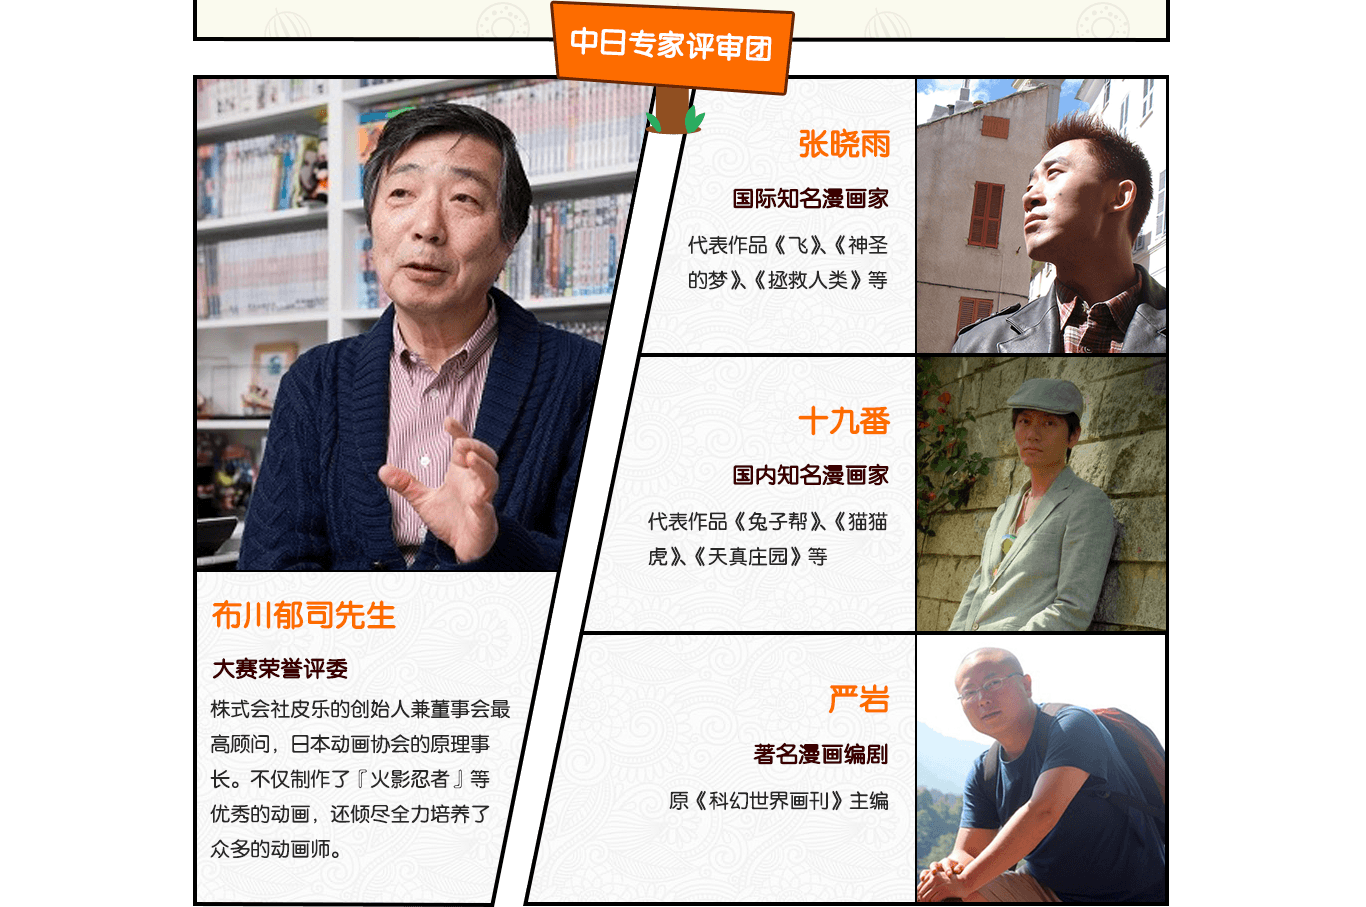 中日专家评审团
布川郁司先生
大赛荣誉评委
株式会社皮乐的创始人兼董事会最
高顾问，日本动画协会的原理事
长。不仅制作了『火影忍者』等
优秀的动画，还倾尽全力培养了
众多的动画师。
张晓雨
国际知名漫画家
代表作品《飞》、《神圣
的梦》、《拯救人类》等
十九番
国内知名漫画家
代表作品《兔子帮》、《猫猫
虎》、《天真庄园》等
严岩
著名漫画编剧
原《科幻世界画刊》主编